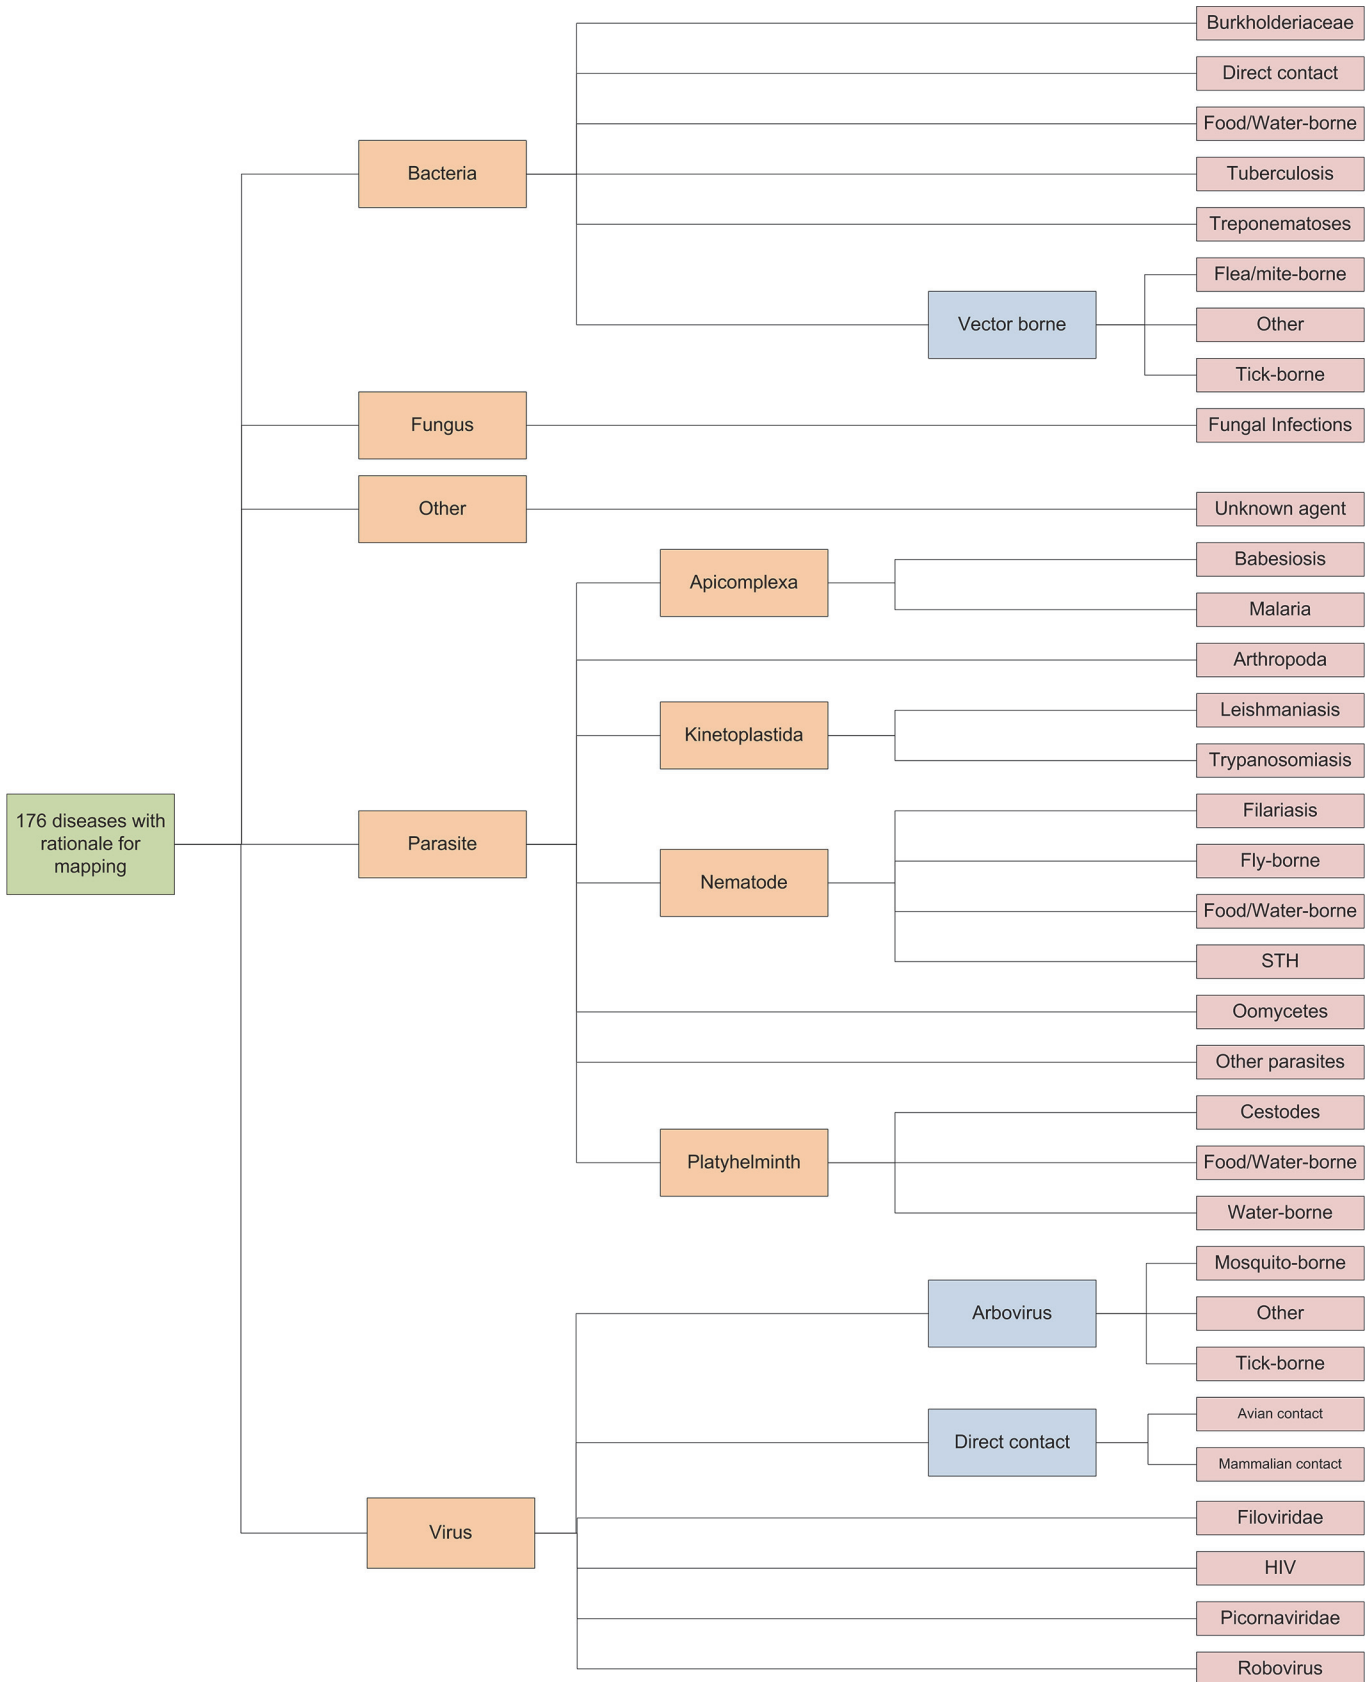 Burkholderiaceae
Direct contact
Food/Water-borne
Bacteria
Tuberculosis
Treponematoses
Flea/mite-borne
Vector borne
Other
Tick-borne
Fungus
Fungal Infections
Other
Unknown agent
Apicomplexa
Babesiosis
Malaria
Arthropoda
Kinetoplastida
Leishmaniasis
Trypanosomiasis
176 diseases with
rationale for
mapping
Parasite
Filariasis
Fly-borne
Nematode
Food/Water-borne
STH
Oomycetes
Other parasites
Cestodes
Platyhelminth
Food/Water-borne
Water-borne
Mosquito-borne
Arbovirus
Other
Tick-borne
Avian contact
Direct contact
Mammalian contact
Virus
Filoviridae
HIV
Picornaviridae
Robovirus